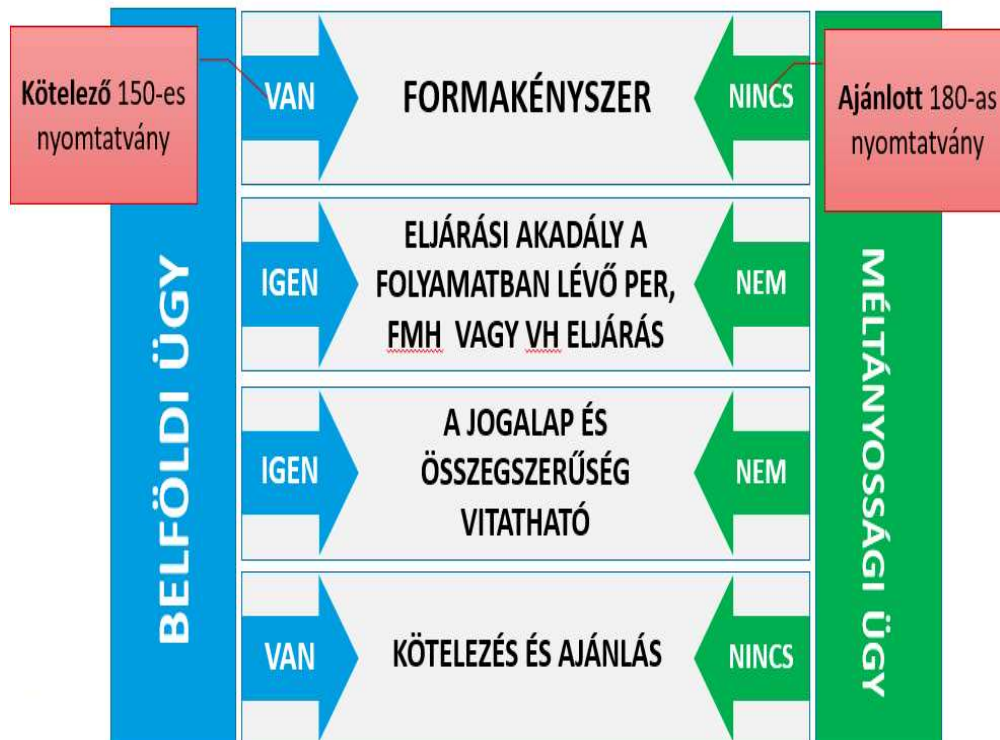 BELFÖLDI ÜGY
Kötelező 150-es
nyomtatvány
VAN
FORMAKÉNYSZER
NINCS
Ajánlott 180-as
nyomtatvány
IGEN
ELJÁRÁSI AKADÁLY A
FOLYAMATBAN LÉVŐ PER,
FMH VAGY VH ELJÁRÁS
NEM
IGEN
A JOGALAP ÉS
ÖSSZEGSZERŰSÉG
VITATHATÓ
NEM
VAN
KÖTELEZÉS ÉS AJÁNLÁS
NINCS
MÉLTÁNYOSSÁGI ÜGY